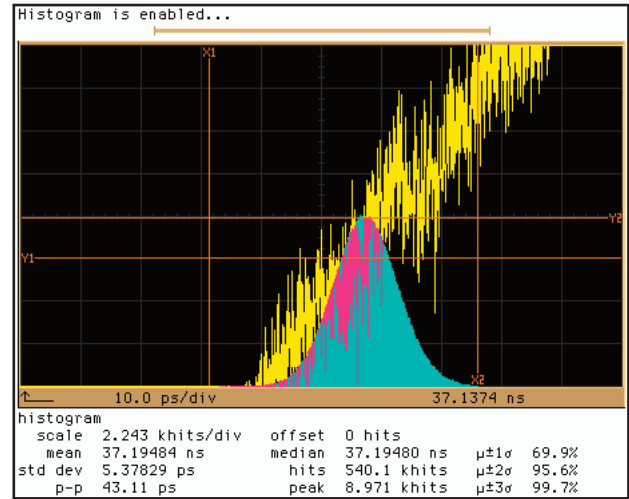 Histogram is enabled...
X1
Y2
Y1
X2
10.0 ps/div 37.1374 ns
histogram
scale 2.243 khits/div offset 0 hits
mean 37.19484 ns median 37.19480 ns μ±1σ 69.9%
std dev 5.37829 ps hits 540.1 khits μ±2σ 95.6%
p-p 43.11 ps peak 8.971 khits μ±3σ 99.7%